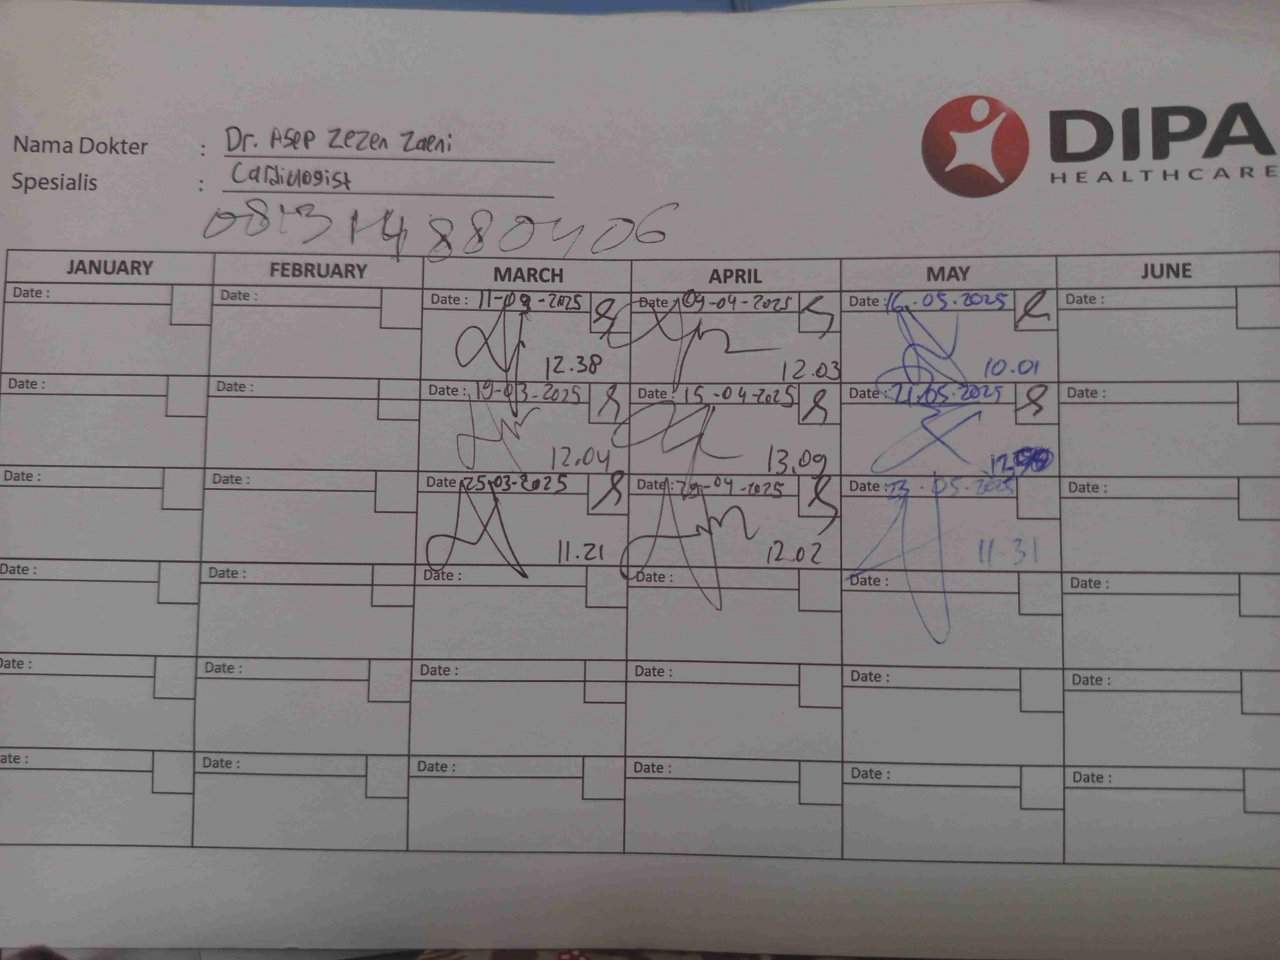 DIPA
HEALTHCARE
Nama Dokter : Dr. Asep Zezen Zaeni
Spesialis : Cardiologist
081314880406
JANUARY FEBRUARY MARCH APRIL MAY JUNE
Date : Date : Date : 11-03-2025 Date : 09-04-2025 Date : 16.05.2025 Date :
12.38 12.03 10.01
Date : Date : Date : 19-03-2025 Date : 15-04-2025 Date : 21.05.2025 Date :
12.04 13.09
Date : Date : Date : 25-03-2025 Date : 29-04-2025 Date : 23.05.2025 Date :
11.21 12.02 11.31
Date : Date : Date : Date : Date : Date :
Date : Date : Date : Date : Date : Date :
ate : Date : Date : Date : Date : Date :